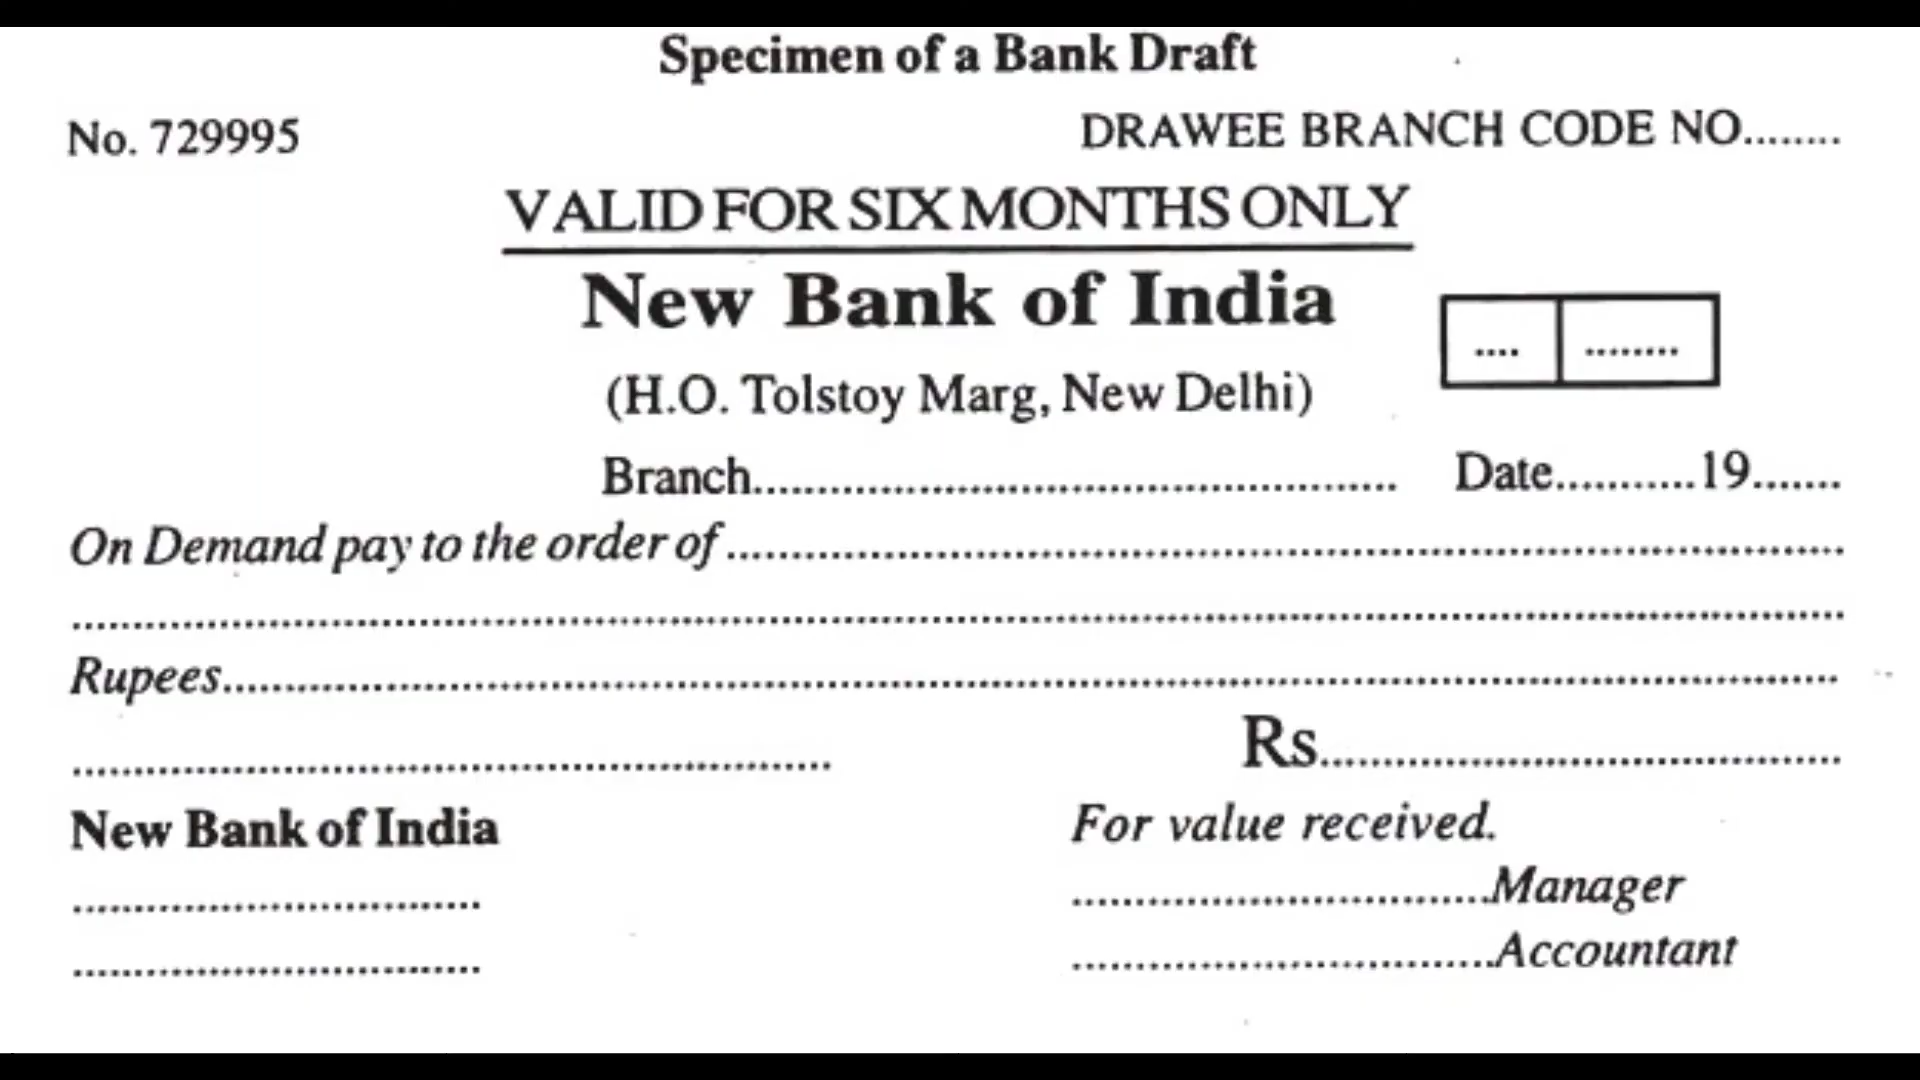 Specimen of a Bank Draft
No. 729995 DRAWEE BRANCH CODE NO........
VALID FOR SIX MONTHS ONLY
New Bank of India
.... ........
(H.O. Tolstoy Marg, New Delhi)
Branch.................................................. Date...........19.......
On Demand pay to the order of ..........................................................................................
..........................................................................................................................................
Rupees..............................................................................................................................
........................................................... Rs.........................................
New Bank of India For value received.
................................ .................................Manager
................................ .................................Accountant